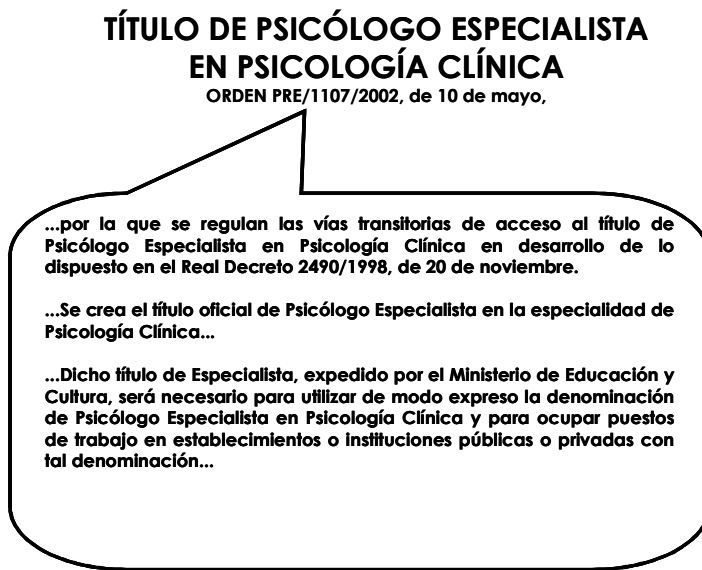 TÍTULO DE PSICÓLOGO ESPECIALISTA
EN PSICOLOGÍA CLÍNICA
ORDEN PRE/1107/2002, de 10 de mayo,
...por la que se regulan las vías transitorias de acceso al título de
Psicólogo Especialista en Psicología Clínica en desarrollo de lo
dispuesto en el Real Decreto 2490/1998, de 20 de noviembre.
...Se crea el título oficial de Psicólogo Especialista en la especialidad de
Psicología Clínica...
...Dicho título de Especialista, expedido por el Ministerio de Educación y
Cultura, será necesario para utilizar de modo expreso la denominación
de Psicólogo Especialista en Psicología Clínica y para ocupar puestos
de trabajo en establecimientos o instituciones públicas o privadas con
tal denominación...